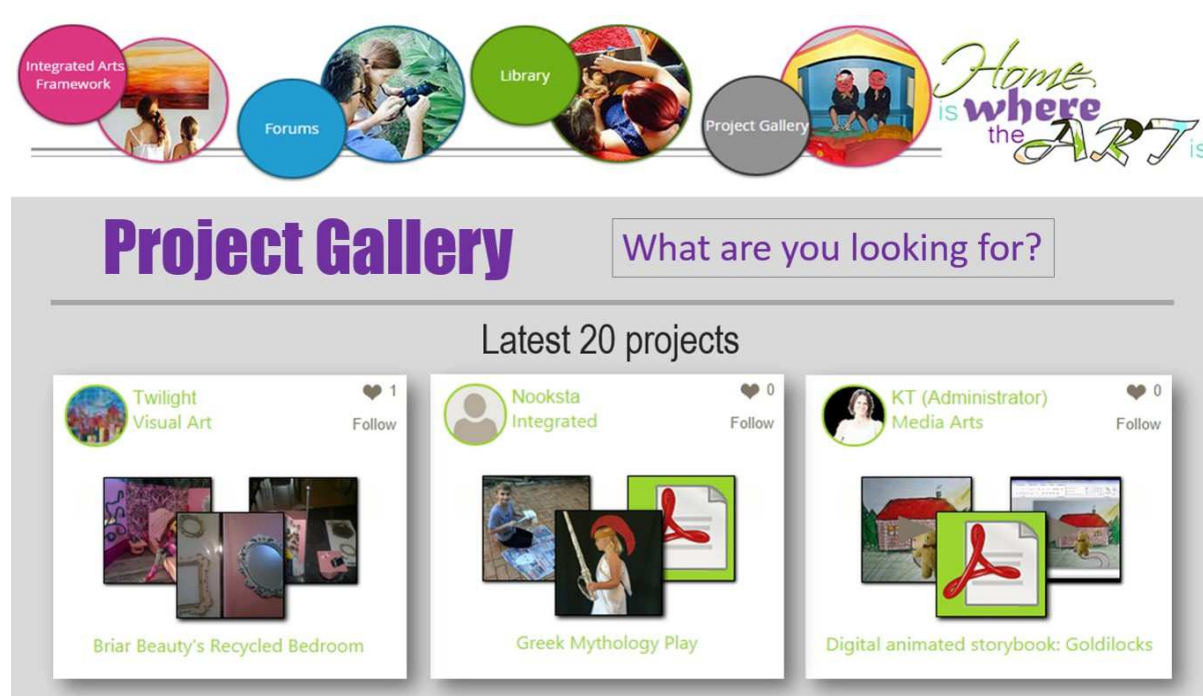 Integrated Arts
Framework
Forums
Library
Project Gallery
Home
is where
the ART is
Project Gallery
What are you looking for?
Latest 20 projects
Twilight
Visual Art
1
Follow
Nooksta
Integrated
0
Follow
KT (Administrator)
Media Arts
0
Follow
Briar Beauty's Recycled Bedroom
Greek Mythology Play
Digital animated storybook: Goldilocks